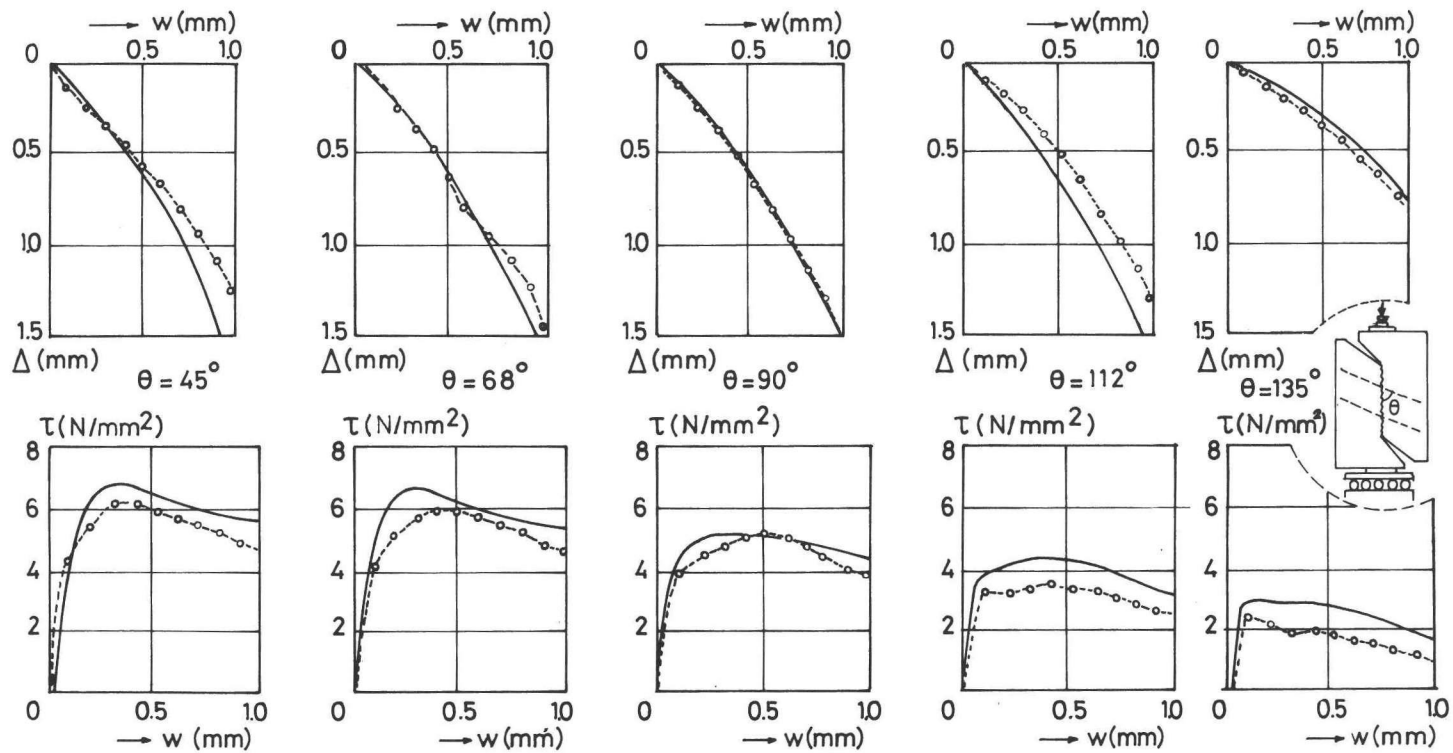 → w (mm) → w (mm) → w (mm) → w (mm) → w (mm)
0 0.5 1.0 0 0.5 1.0 0 0.5 1.0 0 0.5 1.0 0 0.5 1.0
0.5 0.5 0.5 0.5 0.5
1.0 1.0 1.0 1.0 1.0
1.5 1.5 1.5 1.5 1.5
Δ (mm) Δ (mm) Δ (mm) Δ (mm) Δ (mm)
θ = 45° θ = 68° θ = 90° θ = 112° θ = 135°
θ
τ (N/mm²) τ (N/mm²) τ (N/mm²) τ (N/mm²) τ (N/mm²)
8 8 8 8 8
6 6 6 6 6
4 4 4 4 4
2 2 2 2 2
0 0.5 1.0 0 0.5 1.0 0 0.5 1.0 0 0.5 1.0 0 0.5 1.0
→ w (mm) → w (mm) → w (mm) → w (mm) → w (mm)